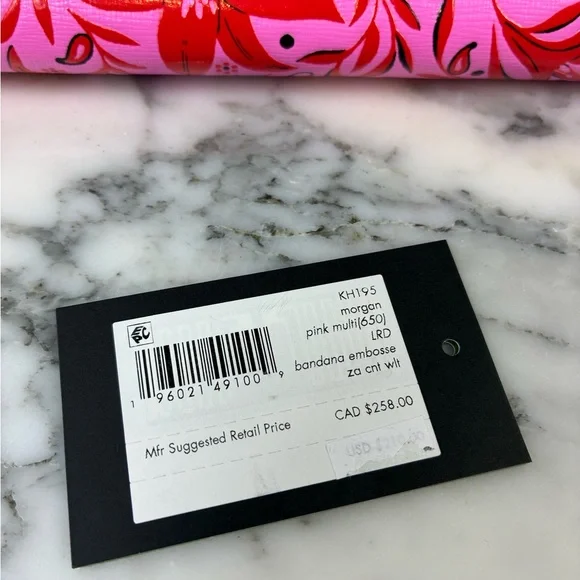 KH195
morgan
pink multi(650)
LRD
bandana embosse
za cnt wlt
1 96021 49100 9
Mfr Suggested Retail Price
CAD $258.00
USD